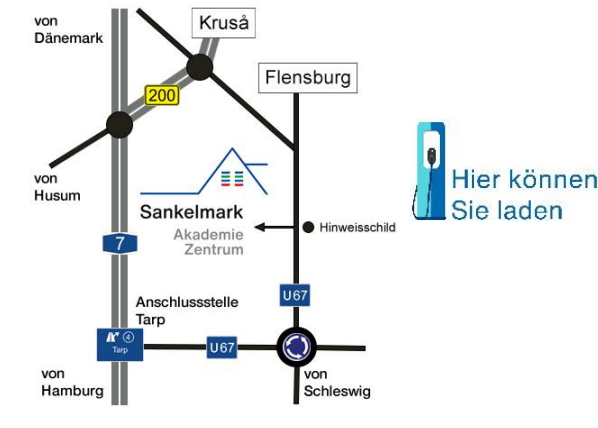 von
Dänemark
Kruså
Flensburg
200
von
Husum
Sankelmark
Akademie
Zentrum
Hinweisschild
Hier können
Sie laden
7
Anschlussstelle
Tarp
U67
4
Tarp
U67
von
Hamburg
von
Schleswig